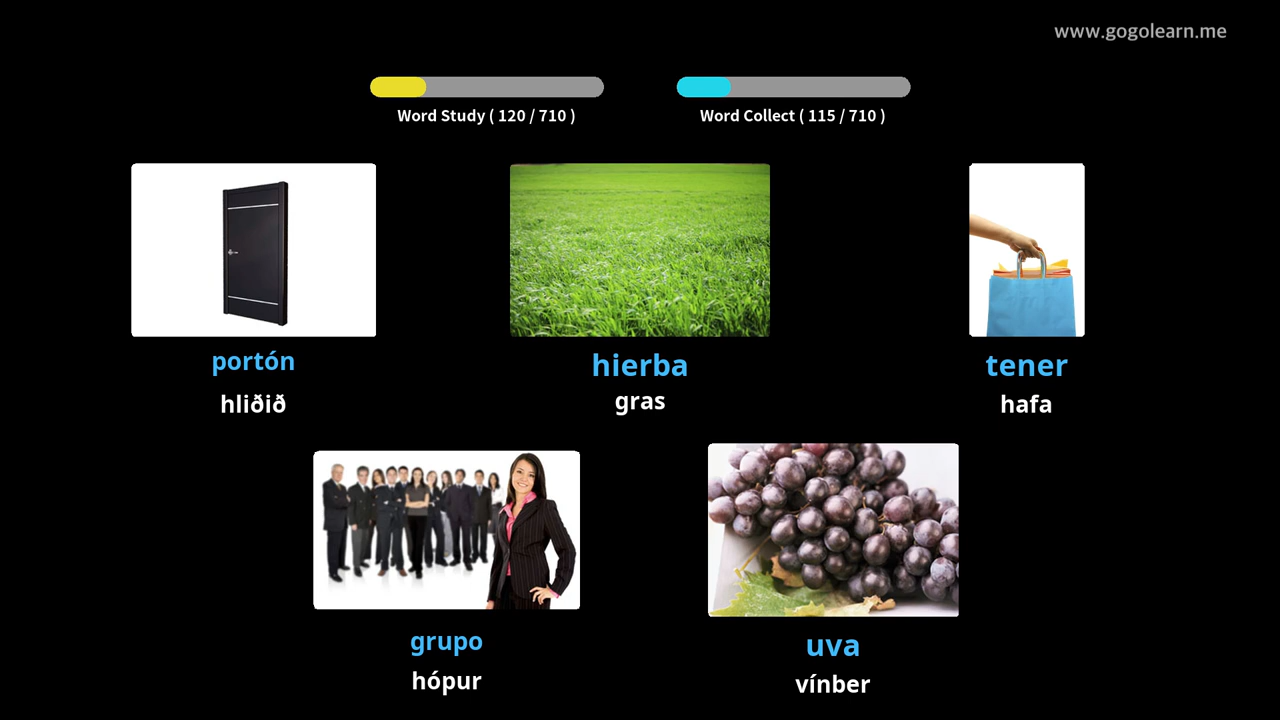 www.gogolearn.me
Word Study ( 120 / 710 )
Word Collect ( 115 / 710 )
portón
hierba
tener
hliðið
gras
hafa
grupo
uva
hópur
vínber